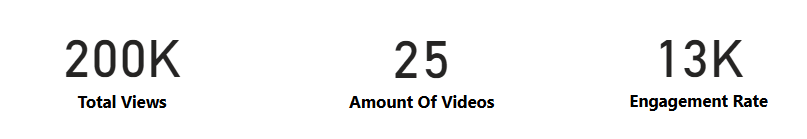 200K 25 13K
Total Views Amount Of Videos Engagement Rate